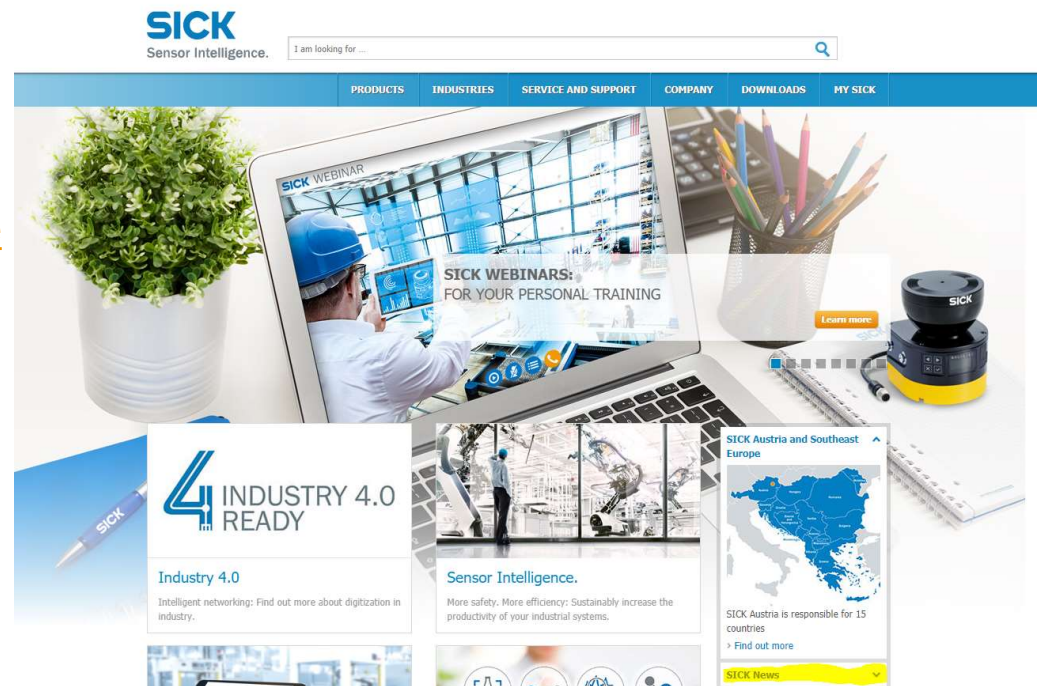 SICK
Sensor Intelligence.
I am looking for ...
PRODUCTS INDUSTRIES SERVICE AND SUPPORT COMPANY DOWNLOADS MY SICK
SICK WEBINAR
SICK WEBINARS:
FOR YOUR PERSONAL TRAINING
Learn more
SICK
SICK
4 INDUSTRY 4.0
READY
Industry 4.0
Intelligent networking: Find out more about digitization in
industry.
Sensor Intelligence.
More safety. More efficiency: Sustainably increase the
productivity of your industrial systems.
SICK Austria and Southeast
Europe
SICK Austria is responsible for 15
countries
> Find out more
SICK News